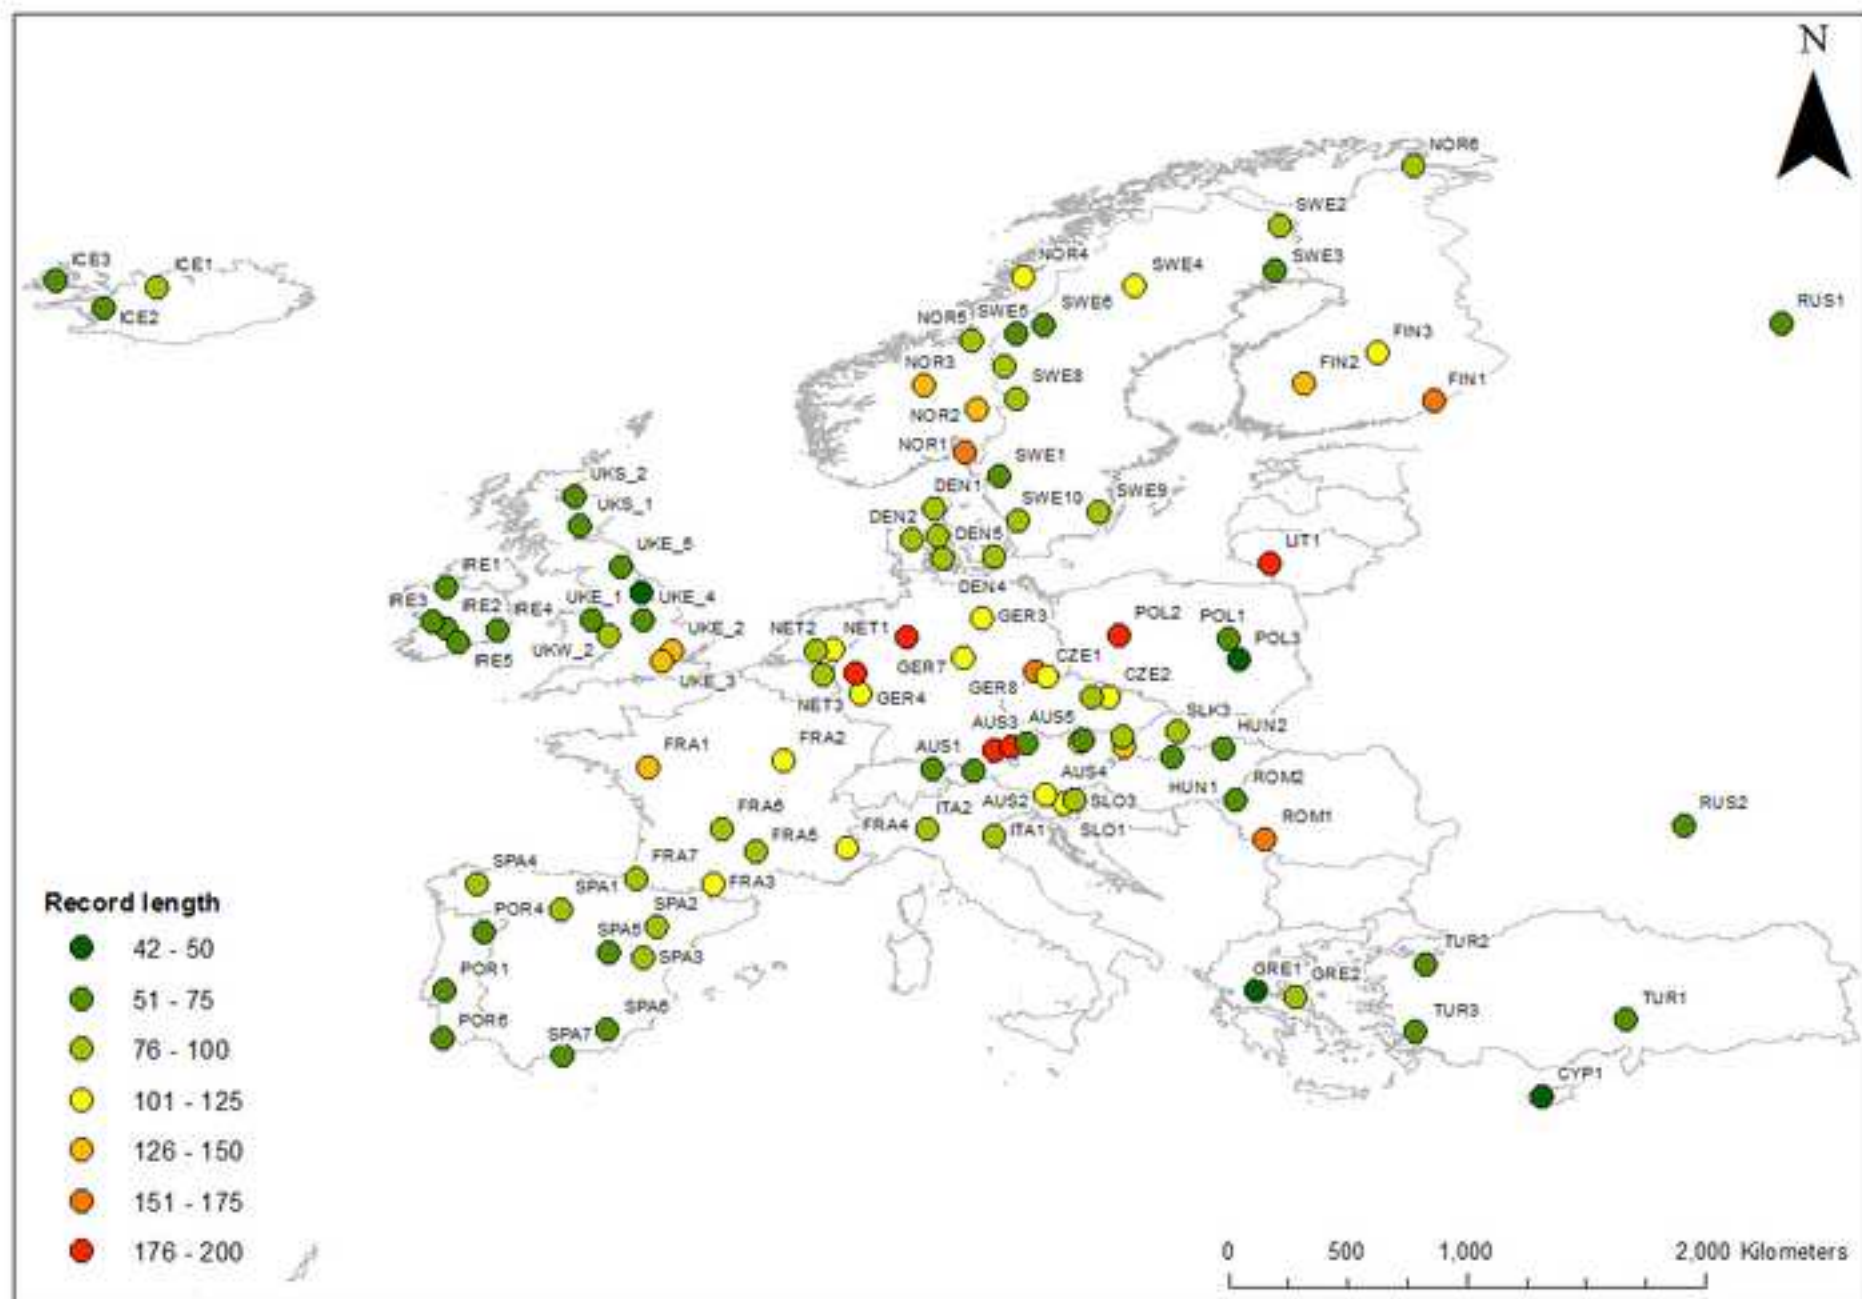 N
NOR6
SWE2
ICE3
ICE1
NOR4
SWE4
SWE3
ICE2
RUS1
NOR5
SWE5
SWE6
FIN3
NOR3
FIN2
SWE8
FIN1
NOR2
NOR1
SWE1
UKS_2
DEN1
UKS_1
SWE10
SWE9
DEN2
DEN5
UKE_5
LIT1
IRE1
DEN4
IRE3
IRE2
IRE4
UKE_1
UKE_4
GER3
POL2
POL1
NET2
NET1
UKE_2
POL3
UKW_2
IRE5
GER7
CZE1
UKE_3
CZE2
GER8
NET3
GER4
SLK3
AUS3
AUS5
HUN2
FRA1
FRA2
AUS1
AUS4
ROM2
HUN1
AUS2
SLO3
ITA2
FRA6
RUS2
FRA5
FRA4
ITA1
SLO1
ROM1
SPA4
FRA7
SPA1
FRA3
POR4
SPA2
SPA5
SPA3
TUR2
POR1
GRE1
GRE2
SPA6
TUR1
POR6
SPA7
TUR3
CYP1
Record length
42 - 50
51 - 75
76 - 100
101 - 125
126 - 150
151 - 175
176 - 200
0 500 1,000 2,000 Kilometers